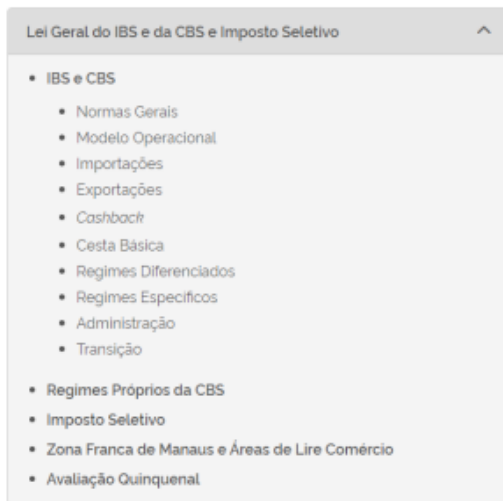 Lei Geral do IBS e da CBS e Imposto Seletivo
IBS e CBS
Normas Gerais
Modelo Operacional
Importações
Exportações
Cashback
Cesta Básica
Regimes Diferenciados
Regimes Específicos
Administração
Transição
Regimes Próprios da CBS
Imposto Seletivo
Zona Franca de Manaus e Áreas de Lire Comércio
Avaliação Quinquenal